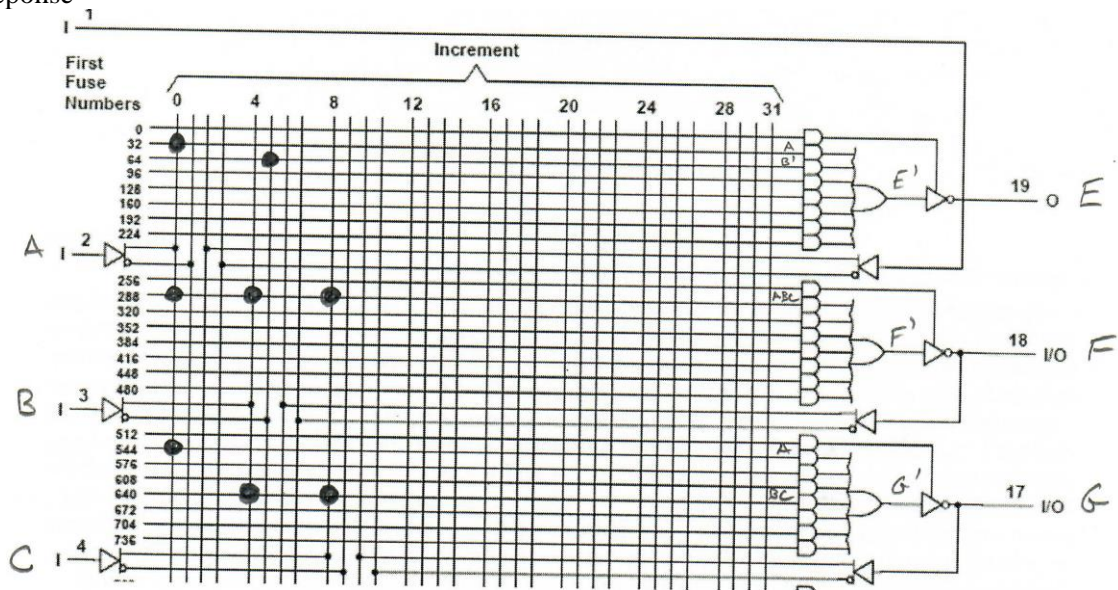 réponse
I 1
Increment
First
Fuse
Numbers
0 4 8 12 16 20 24 28 31
0
32 A
64 B'
96
128 E' 19 O E
160
192
224
A I 2
256
288 ABC
320
352
384 F' 18 I/O F
416
448
480
B I 3
512
544 A
576
608
640 BC G' 17 I/O G
672
704
736
C I 4